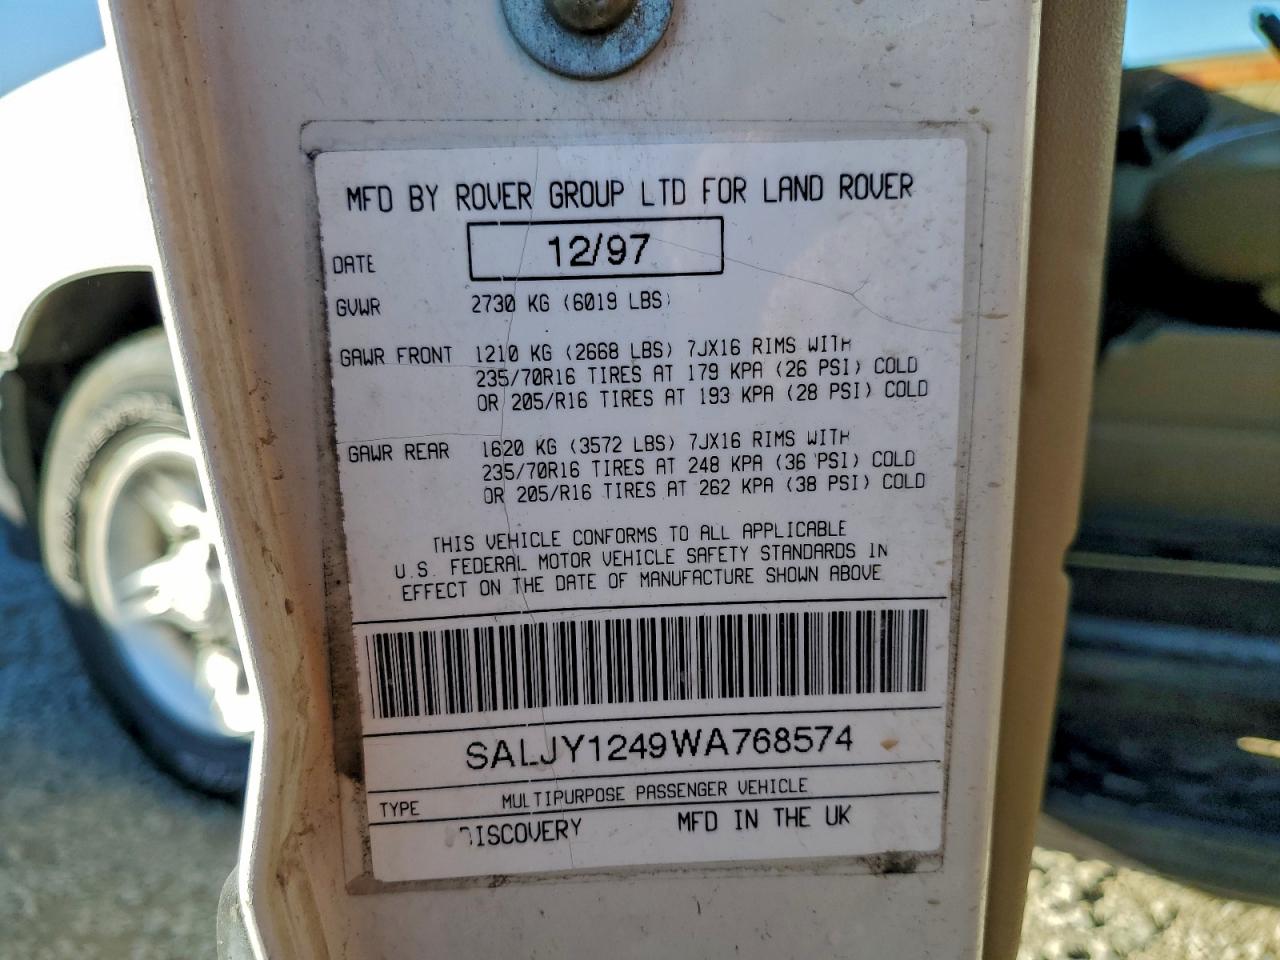 MFD BY ROVER GROUP LTD FOR LAND ROVER
DATE 12/97
GVWR 2730 KG (6019 LBS)
GAWR FRONT 1210 KG (2668 LBS) 7JX16 RIMS WITH
235/70R16 TIRES AT 179 KPA (26 PSI) COLD
OR 205/R16 TIRES AT 193 KPA (28 PSI) COLD
GAWR REAR 1620 KG (3572 LBS) 7JX16 RIMS WITH
235/70R16 TIRES AT 248 KPA (36 PSI) COLD
OR 205/R16 TIRES AT 262 KPA (38 PSI) COLD
THIS VEHICLE CONFORMS TO ALL APPLICABLE
U.S. FEDERAL MOTOR VEHICLE SAFETY STANDARDS IN
EFFECT ON THE DATE OF MANUFACTURE SHOWN ABOVE
SALJY1249WA768574
TYPE MULTIPURPOSE PASSENGER VEHICLE
DISCOVERY MFD IN THE UK